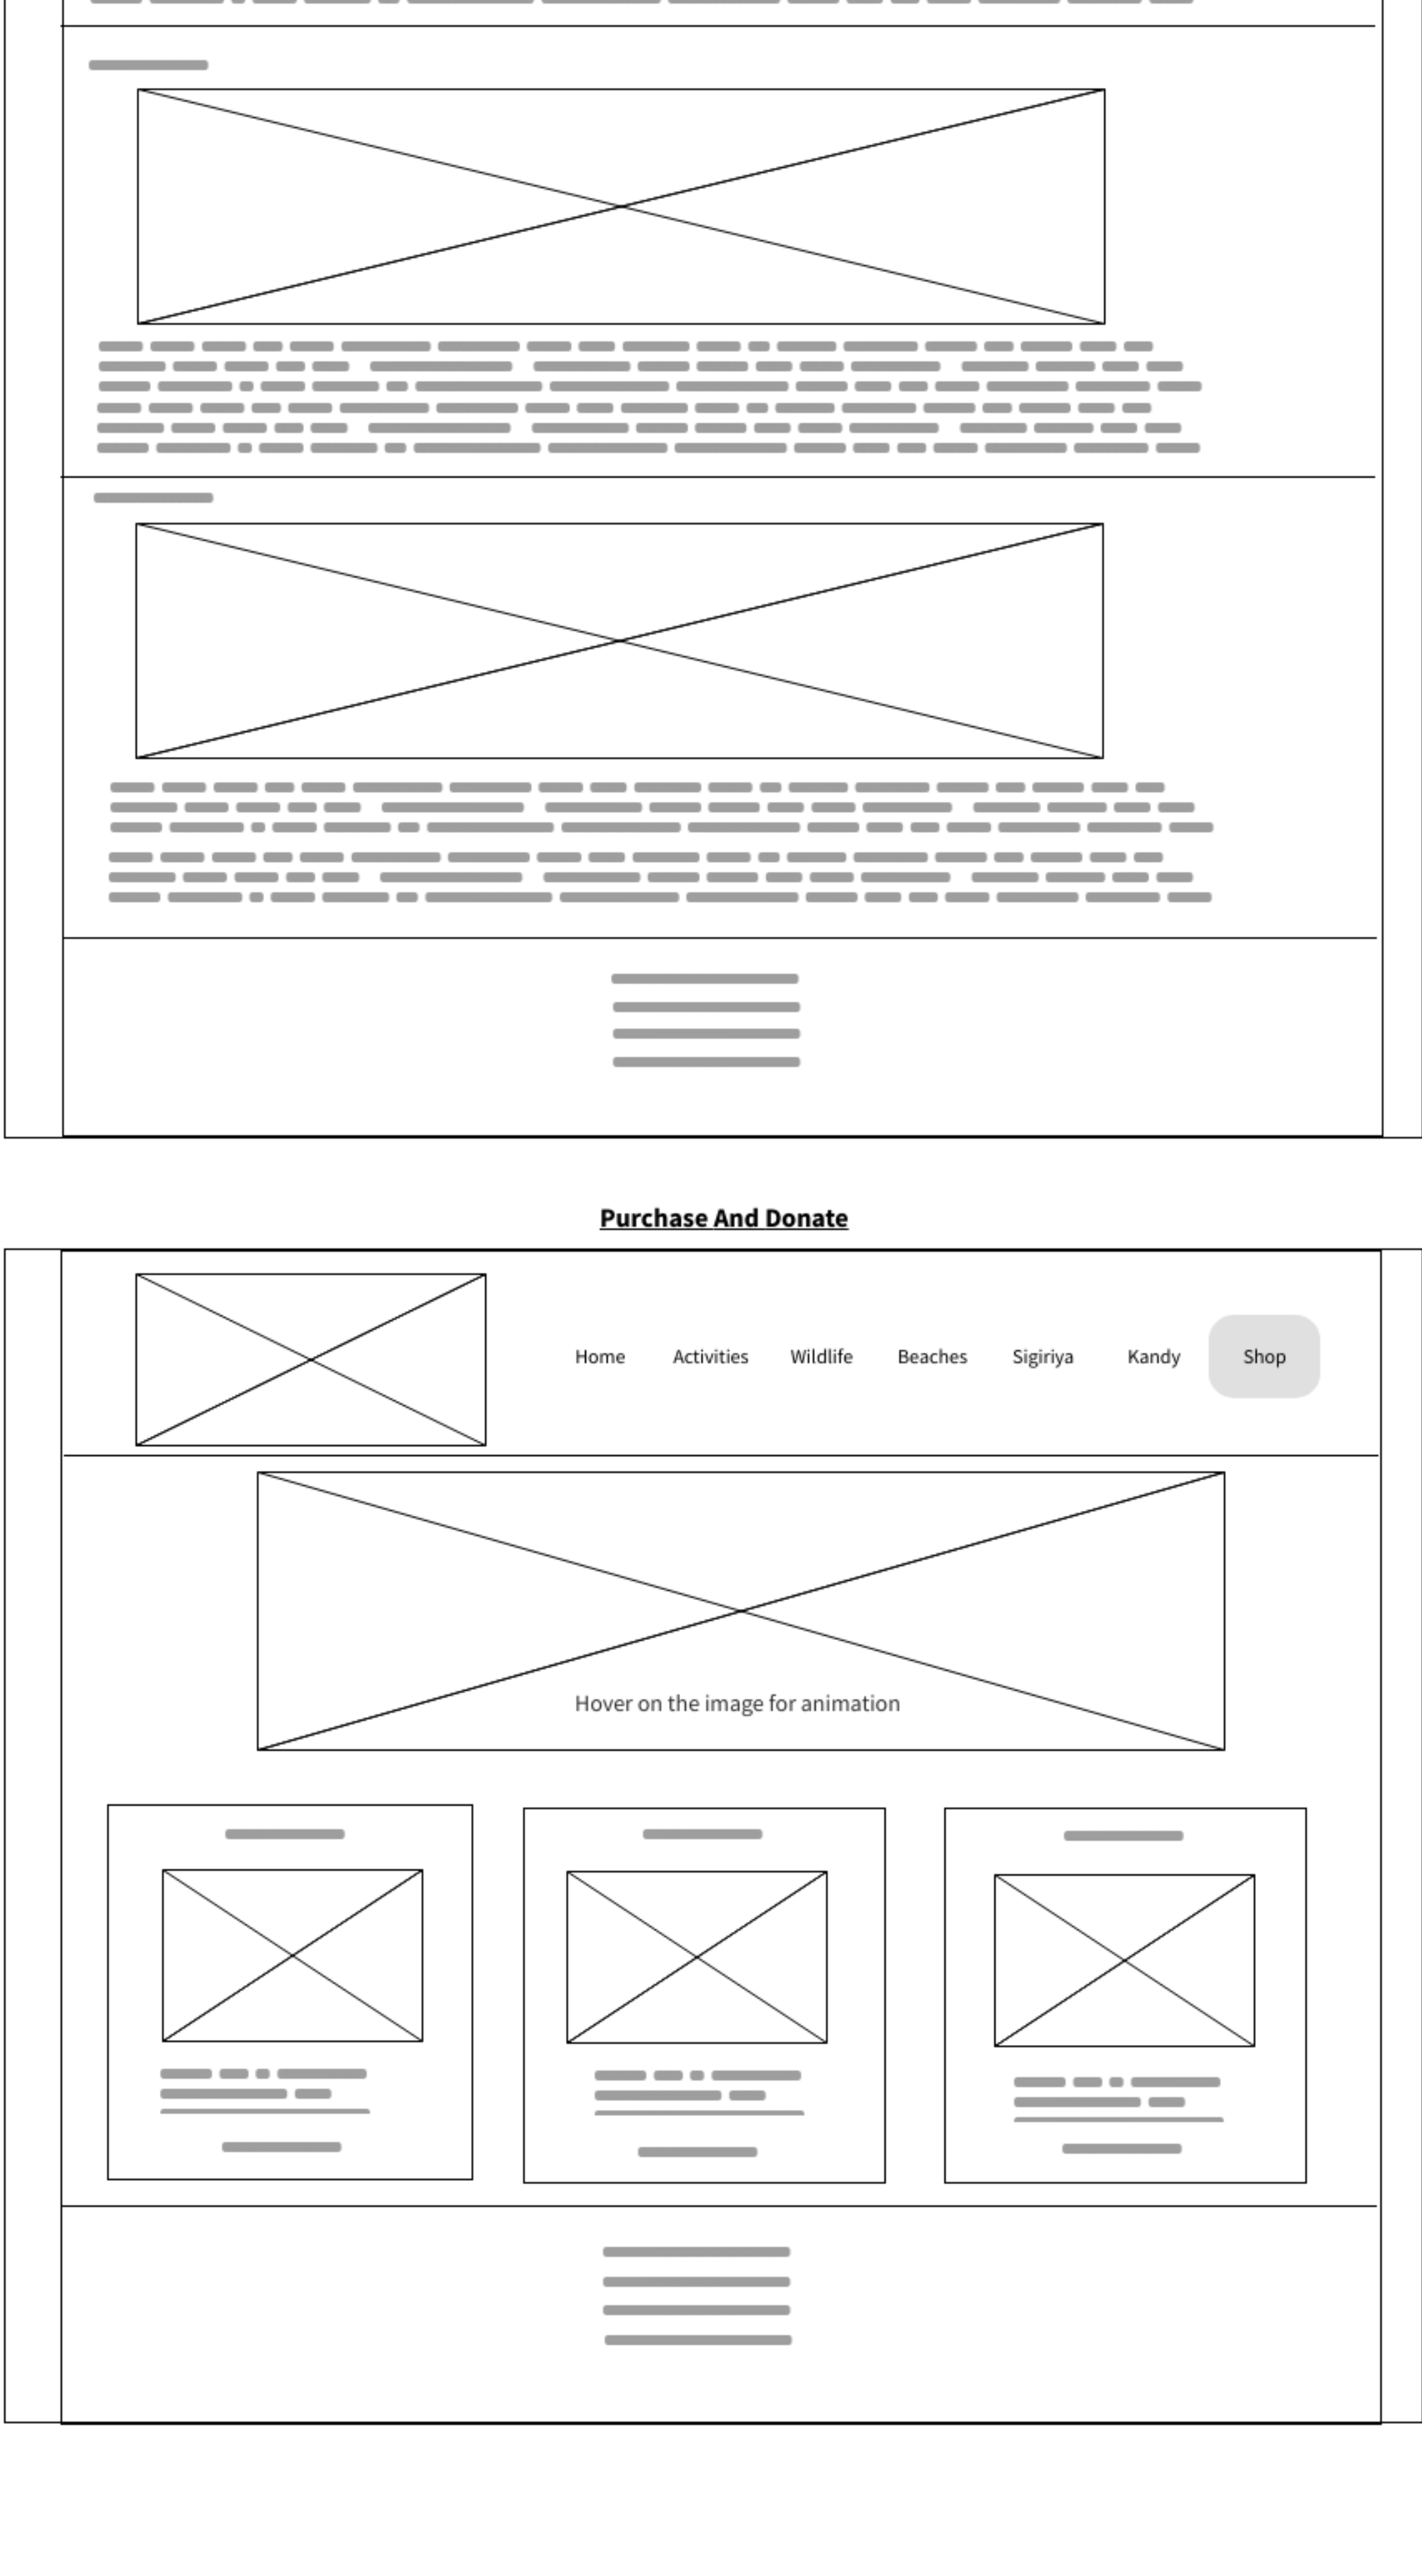 Purchase And Donate
Home Activities Wildlife Beaches Sigiriya Kandy Shop
Hover on the image for animation